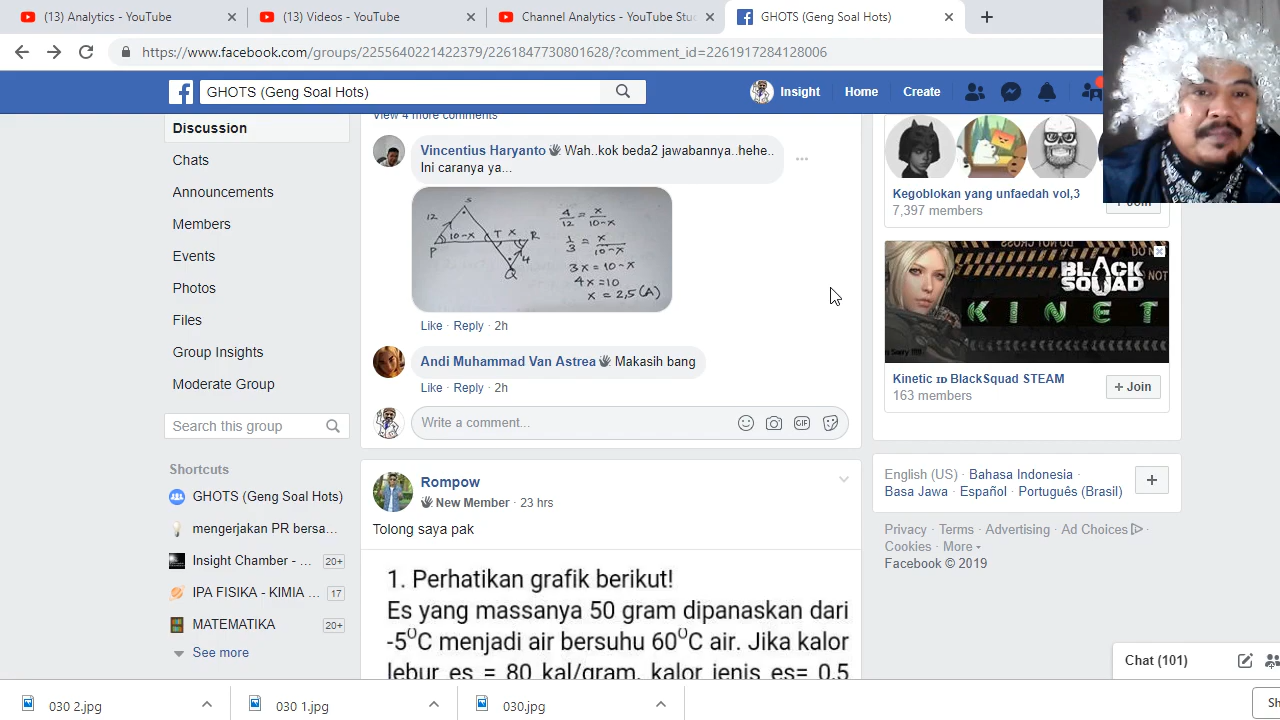 (13) Analytics - YouTube
(13) Videos - YouTube
Channel Analytics - YouTube Stu
GHOTS (Geng Soal Hots)
https://www.facebook.com/groups/2255640221422379/2261847730801628/?comment_id=2261917284128006
GHOTS (Geng Soal Hots)
Insight
Home
Create
Discussion
Chats
Announcements
Members
Events
Photos
Files
Group Insights
Moderate Group
Search this group
Shortcuts
GHOTS (Geng Soal Hots)
mengerjakan PR bersa...
Insight Chamber - ...
20+
IPA FISIKA - KIMIA ...
17
MATEMATIKA
20+
See more
View 4 more comments
Vincentius Haryanto Wah..kok beda2 jawabannya..hehe..
Ini caranya ya...
S
12
10-x
T x R
P
4
Q
4/12 = x/10-x
1/3 = x/10-x
3x = 10-x
4x = 10
x = 2,5 (A)
Like · Reply · 2h
Andi Muhammad Van Astrea Makasih bang
Like · Reply · 2h
Write a comment...
GIF
Rompow
New Member · 23 hrs
Tolong saya pak
1. Perhatikan grafik berikut!
Es yang massanya 50 gram dipanaskan dari
-5⁰C menjadi air bersuhu 60⁰C air. Jika kalor
lebur es = 80 kal/gram, kalor jenis es= 0,5
Kegoblokan yang unfaedah vol,3
7,397 members
+ Join
BLACK
SQUAD
KINET
Kinetic ɪᴅ BlackSquad STEAM
163 members
+ Join
English (US) · Bahasa Indonesia ·
Basa Jawa · Español · Português (Brasil)
Privacy · Terms · Advertising · Ad Choices ·
Cookies · More
Facebook © 2019
Chat (101)
030 2.jpg
030 1.jpg
030.jpg
Sh